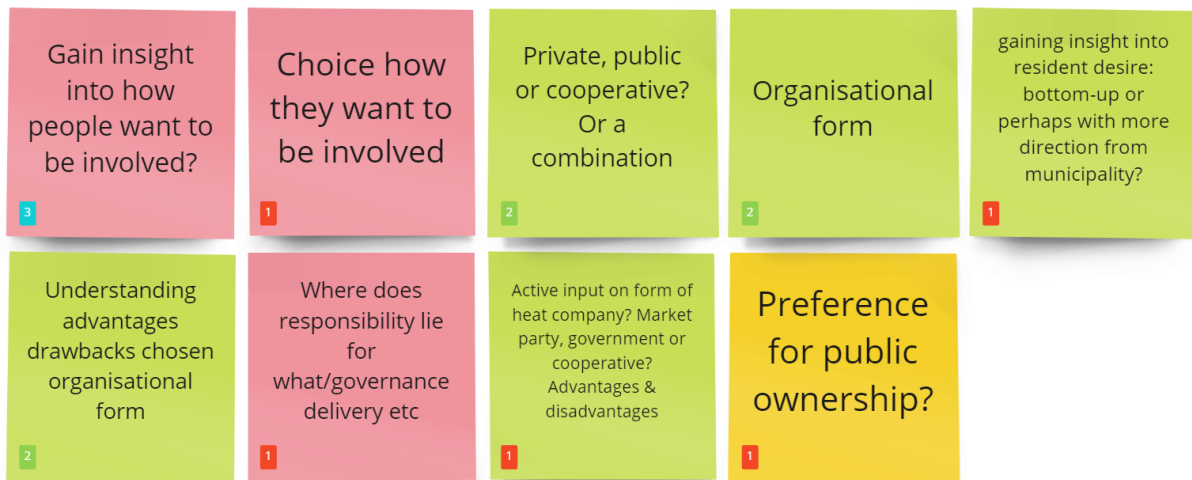 Gain insight
into how
people want to
be involved?
3
Choice how
they want to
be involved
1
Private, public
or cooperative?
Or a
combination
2
Organisational
form
2
gaining insight into
resident desire:
bottom-up or
perhaps with more
direction from
municipality?
1
Understanding
advantages
drawbacks chosen
organisational
form
2
Where does
responsibility lie
for
what/governance
delivery etc
1
Active input on form of
heat company? Market
party, government or
cooperative?
Advantages &
disadvantages
1
Preference
for public
ownership?
1